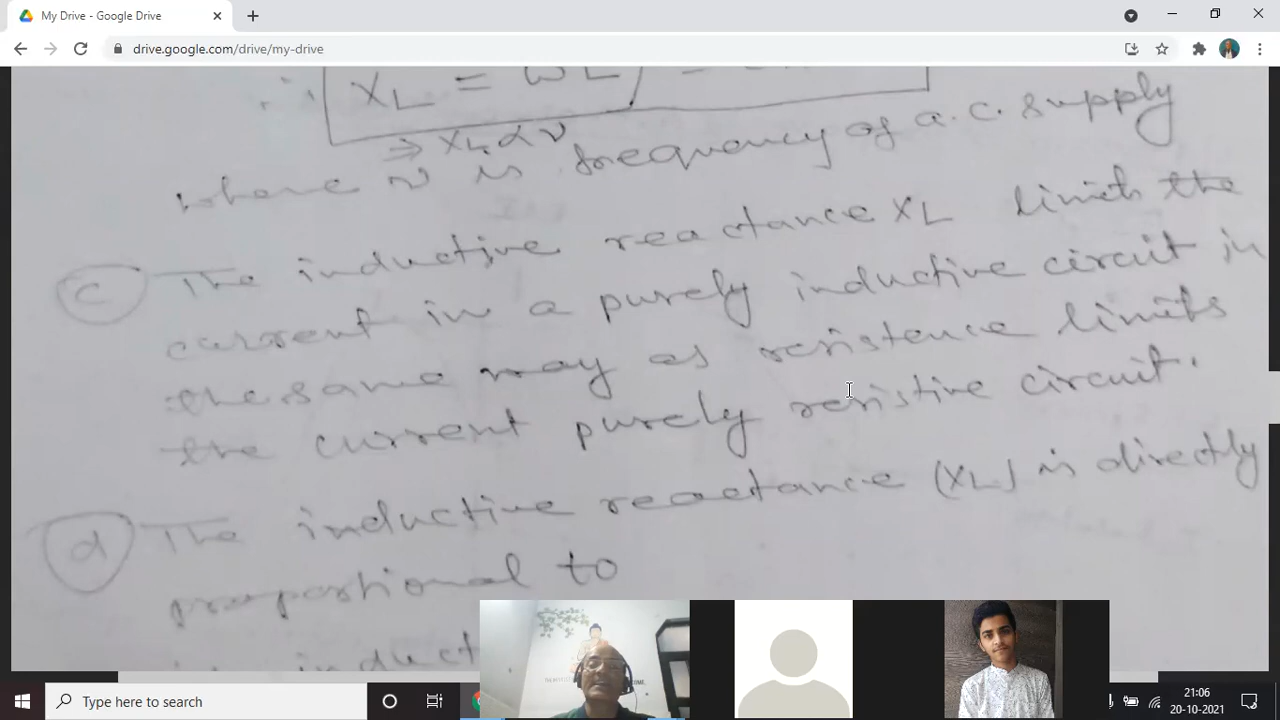 My Drive - Google Drive
drive.google.com/drive/my-drive
∴ XL = ωL =
⇒ XL α ν
where ν is frequency of a.c. supply
(c) The inductive reactance XL limits the
current in a purely inductive circuit in
the same way as resistence limits
the current purely resistive circuit.
(d) The inductive reactance (XL) is directly
proportional to
induct
Type here to search
21:06
20-10-2021